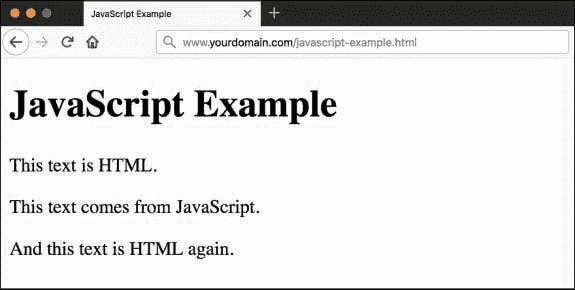 JavaScript Example
www.yourdomain.com/javascript-example.html
JavaScript Example
This text is HTML.
This text comes from JavaScript.
And this text is HTML again.